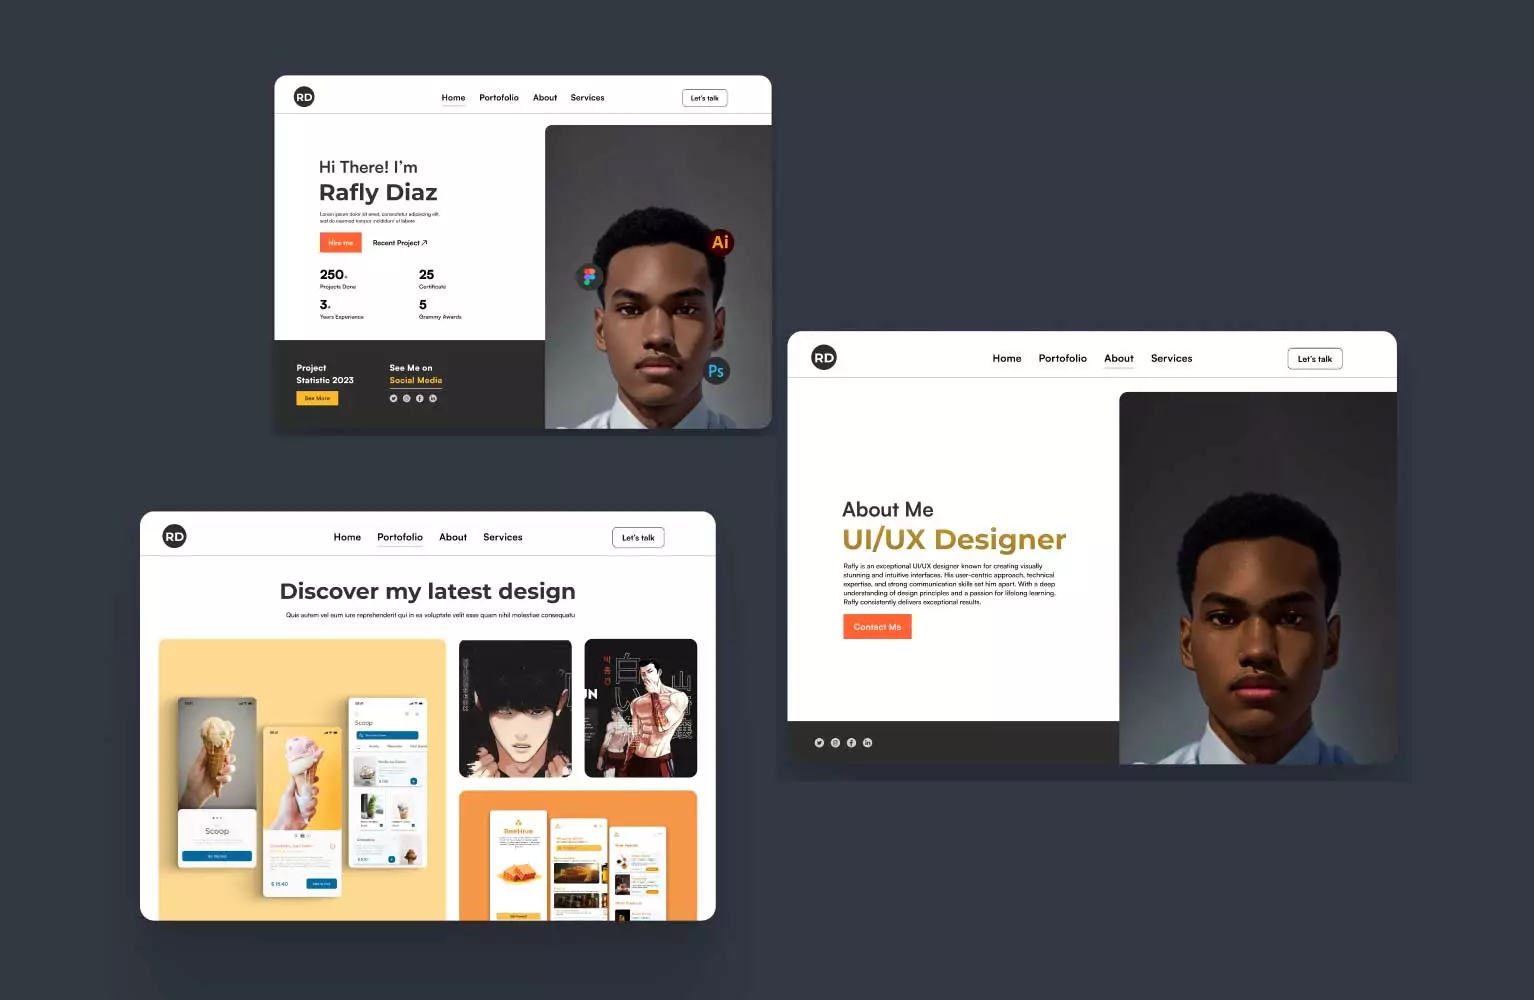 RD
Home Portofolio About Services
Let's talk
Hi There! I'm
Rafly Diaz
Lorem ipsum dolor sit amet, consectetur adipiscing elit,
sed do eiusmod tempor incididunt ut labore
Hire me
Recent Project
250+
Projects Done
25
Certificate
3+
Years Experience
5
Grammy Awards
Project
Statistic 2023
See More
See Me on
Social Media
Ai
Ps
RD
Home Portofolio About Services
Let's talk
About Me
UI/UX Designer
Rafly is an exceptional UI/UX designer known for creating visually
stunning and intuitive interfaces. His user-centric approach, technical
expertise, and strong communication skills set him apart. With a deep
understanding of design principles and a passion for lifelong learning,
Rafly consistently delivers exceptional results.
Contact Me
RD
Home Portofolio About Services
Let's talk
Discover my latest design
Quis autem vel eum iure reprehenderit qui in ea voluptate velit esse quam nihil molestiae consequatu
Scoop
Scoop
$ 15.40
BeeHive